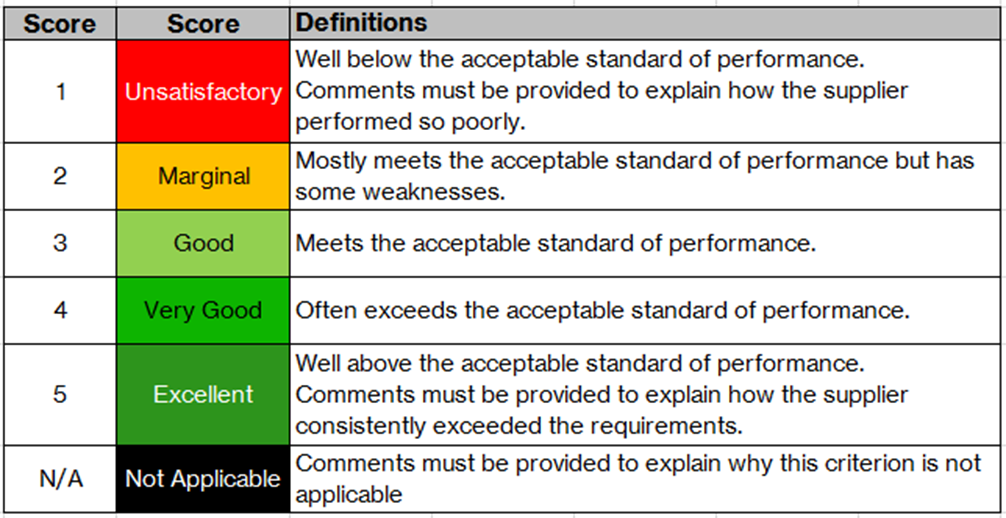 Score Score Definitions
1 Unsatisfactory Well below the acceptable standard of performance.
Comments must be provided to explain how the supplier
performed so poorly.
2 Marginal Mostly meets the acceptable standard of performance but has
some weaknesses.
3 Good Meets the acceptable standard of performance.
4 Very Good Often exceeds the acceptable standard of performance.
5 Excellent Well above the acceptable standard of performance.
Comments must be provided to explain how the supplier
consistently exceeded the requirements.
N/A Not Applicable Comments must be provided to explain why this criterion is not
applicable